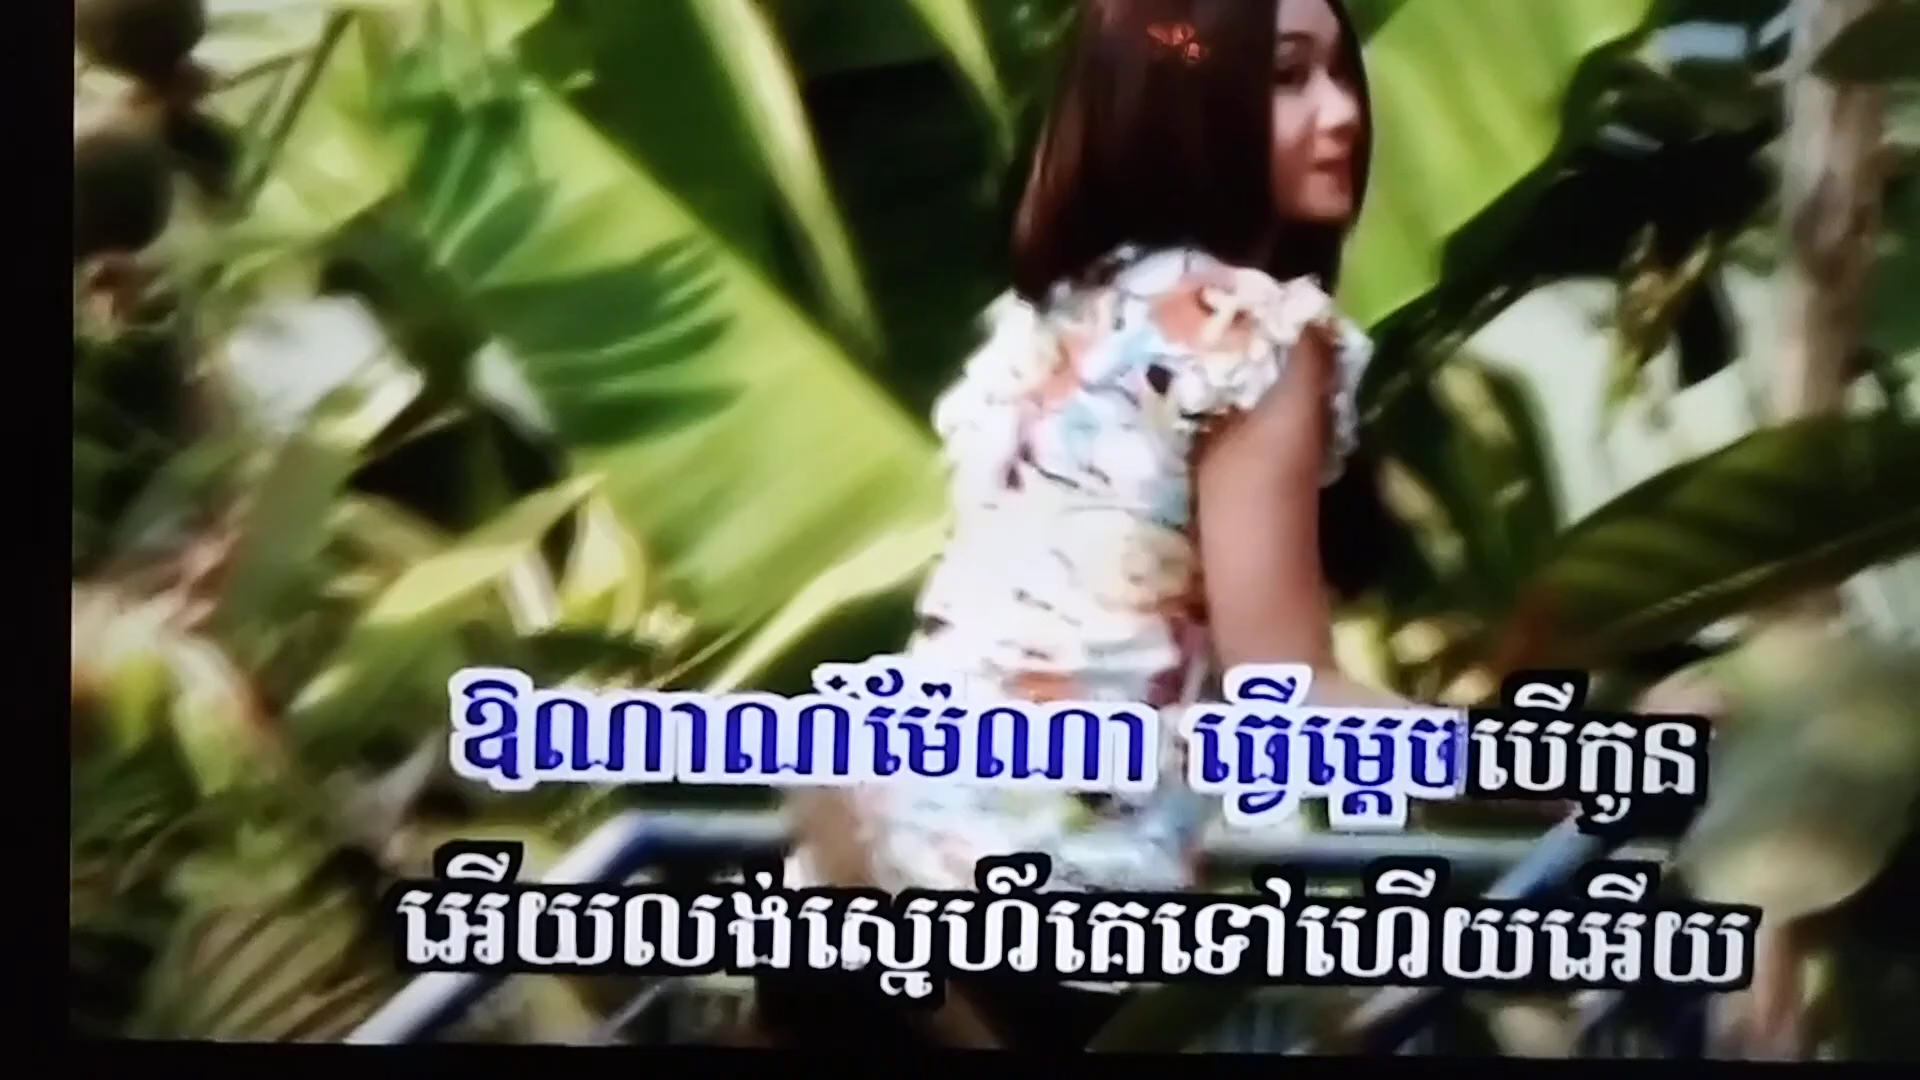 ឱណាណ៎ម៉ែណា ធ្វើម្ដេចបើកូន
អើយលង់ស្នេហ៍គេទៅហើយអើយ